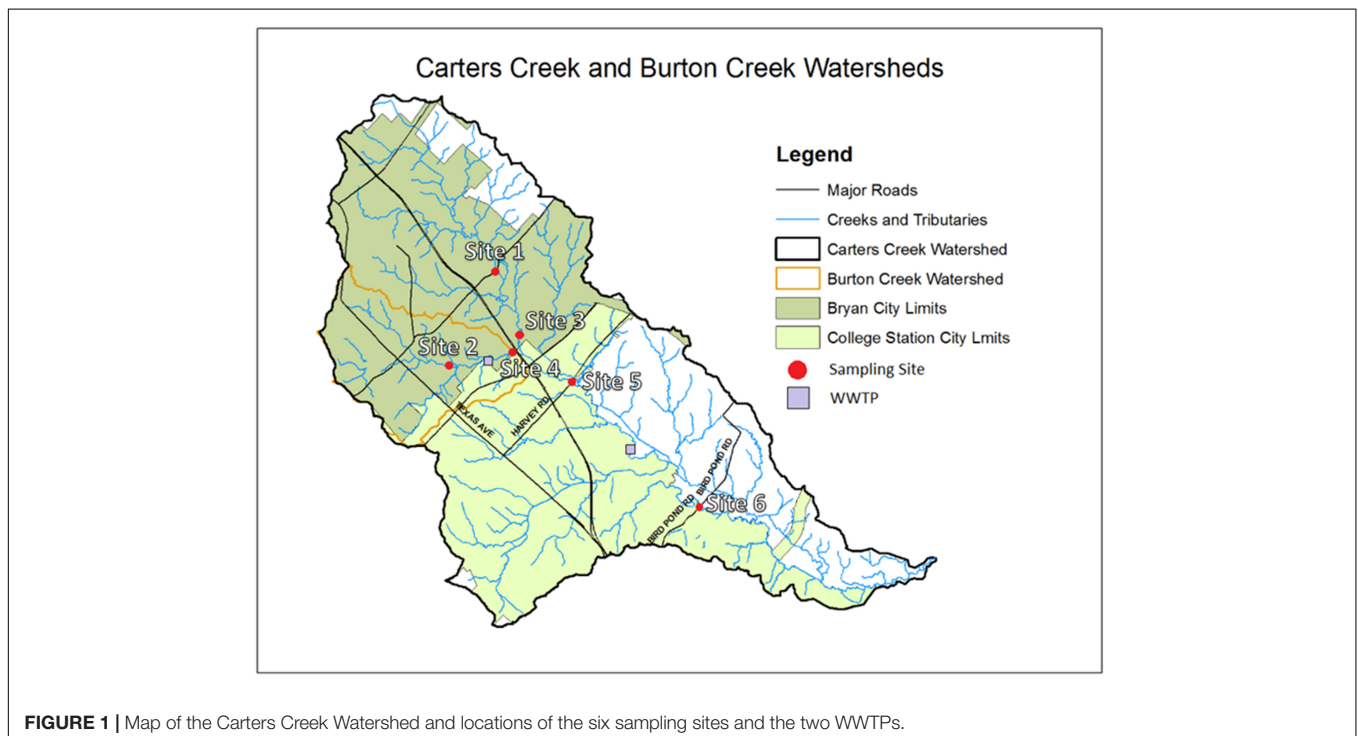 Carters Creek and Burton Creek Watersheds
Legend
Major Roads
Creeks and Tributaries
Carters Creek Watershed
Burton Creek Watershed
Bryan City Limits
College Station City Lmits
Sampling Site
WWTP
Site 1
Site 3
Site 2
Site 4
Site 5
TEXAS AVE
HARVEY RD
BIRD POND RD
BIRD POND RD
Site 6
FIGURE 1 | Map of the Carters Creek Watershed and locations of the six sampling sites and the two WWTPs.